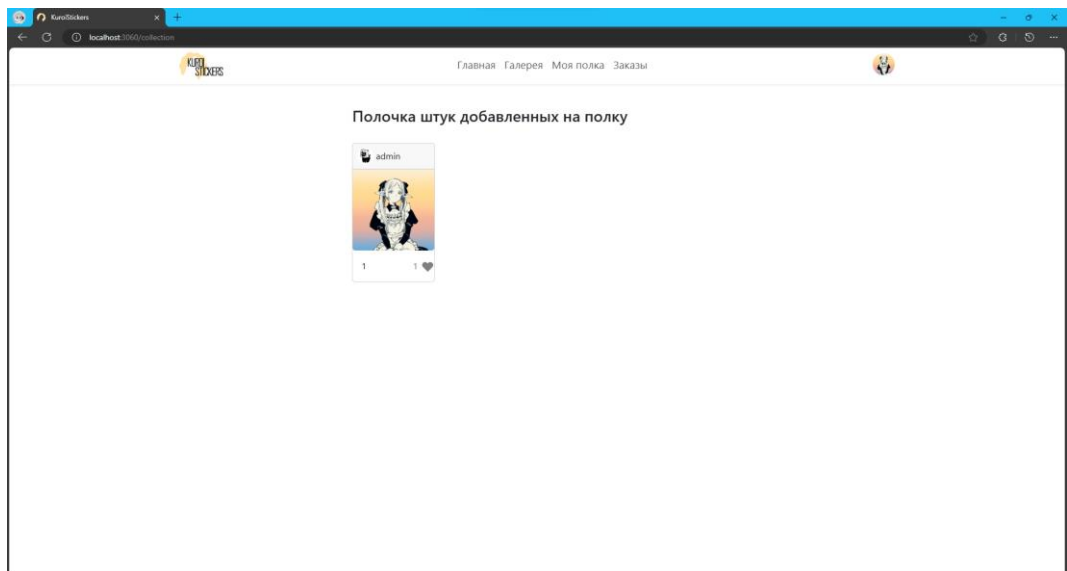 KuroStickers
localhost:3060/collection
KURO
STICKERS
Главная Галерея Моя полка Заказы
Полочка штук добавленных на полку
admin
1 1